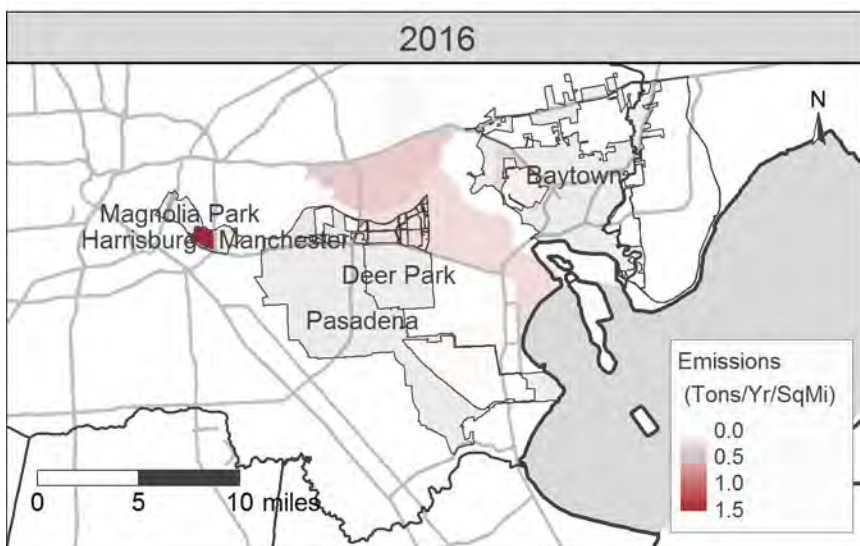 2016
N
Baytown
Magnolia Park
Harrisburg Manchester
Deer Park
Pasadena
Emissions
(Tons/Yr/SqMi)
0.0
0.5
1.0
1.5
0 5 10 miles